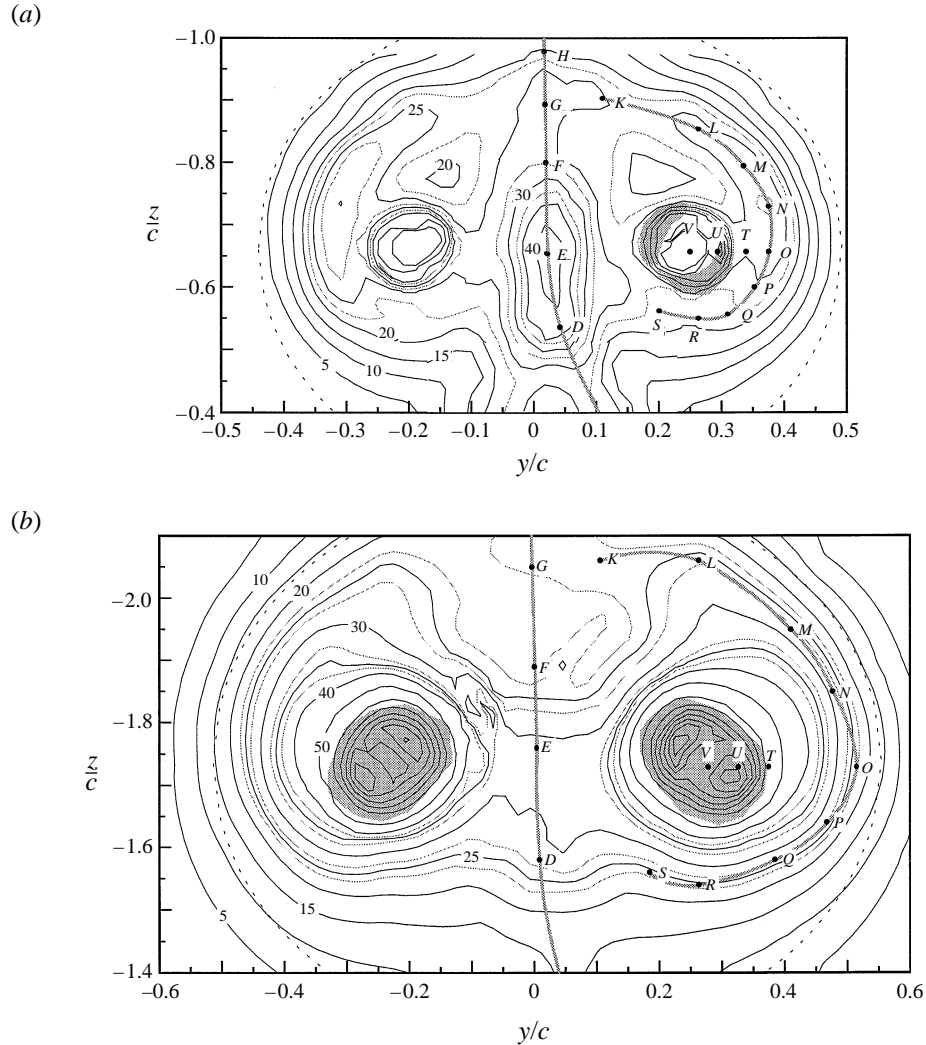 (a)
–1.0
–0.8
–0.6
–0.4
z
c
H
G
K
F
L
M
N
E
V
U
T
O
P
D
S
R
Q
25
20
30
40
20
15
5
10
–0.5
–0.4
–0.3
–0.2
–0.1
0
0.1
0.2
0.3
0.4
0.5
y/c
(b)
–2.0
–1.8
–1.6
–1.4
z
c
10
20
30
40
50
25
15
5
G
K
L
M
F
N
E
V
U
T
O
P
D
S
R
Q
–0.6
–0.4
–0.2
0
0.2
0.4
0.6
y/c